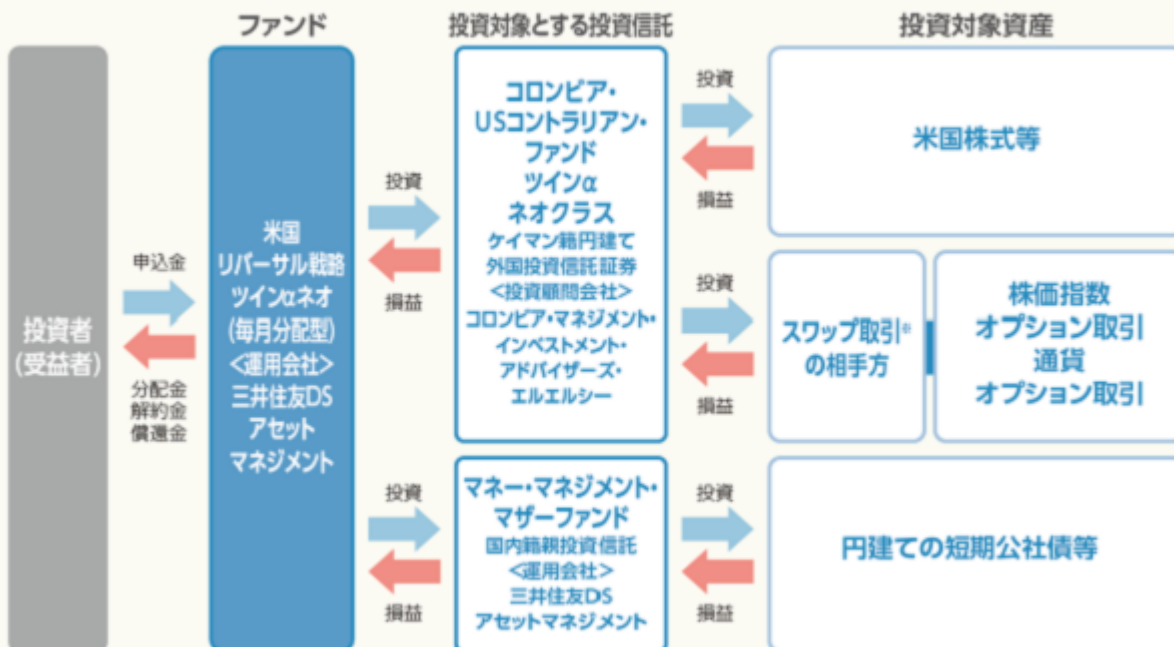 ファンド
投資対象とする投資信託
投資対象資産
投資者
(受益者)
申込金
分配金
解約金
償還金
米国
リバーサル戦略
ツインαネオ
(毎月分配型)
<運用会社>
三井住友DS
アセット
マネジメント
投資
損益
コロンビア・
USコントラリアン・
ファンド
ツインα
ネオクラス
ケイマン籍円建て
外国投資信託証券
<投資顧問会社>
コロンビア・マネジメント・
インベストメント・
アドバイザーズ・
エルエルシー
投資
損益
米国株式等
投資
損益
スワップ取引※
の相手方
株価指数
オプション取引
通貨
オプション取引
投資
損益
マネー・マネジメント・
マザーファンド
国内籍親投資信託
<運用会社>
三井住友DS
アセットマネジメント
投資
損益
円建ての短期公社債等